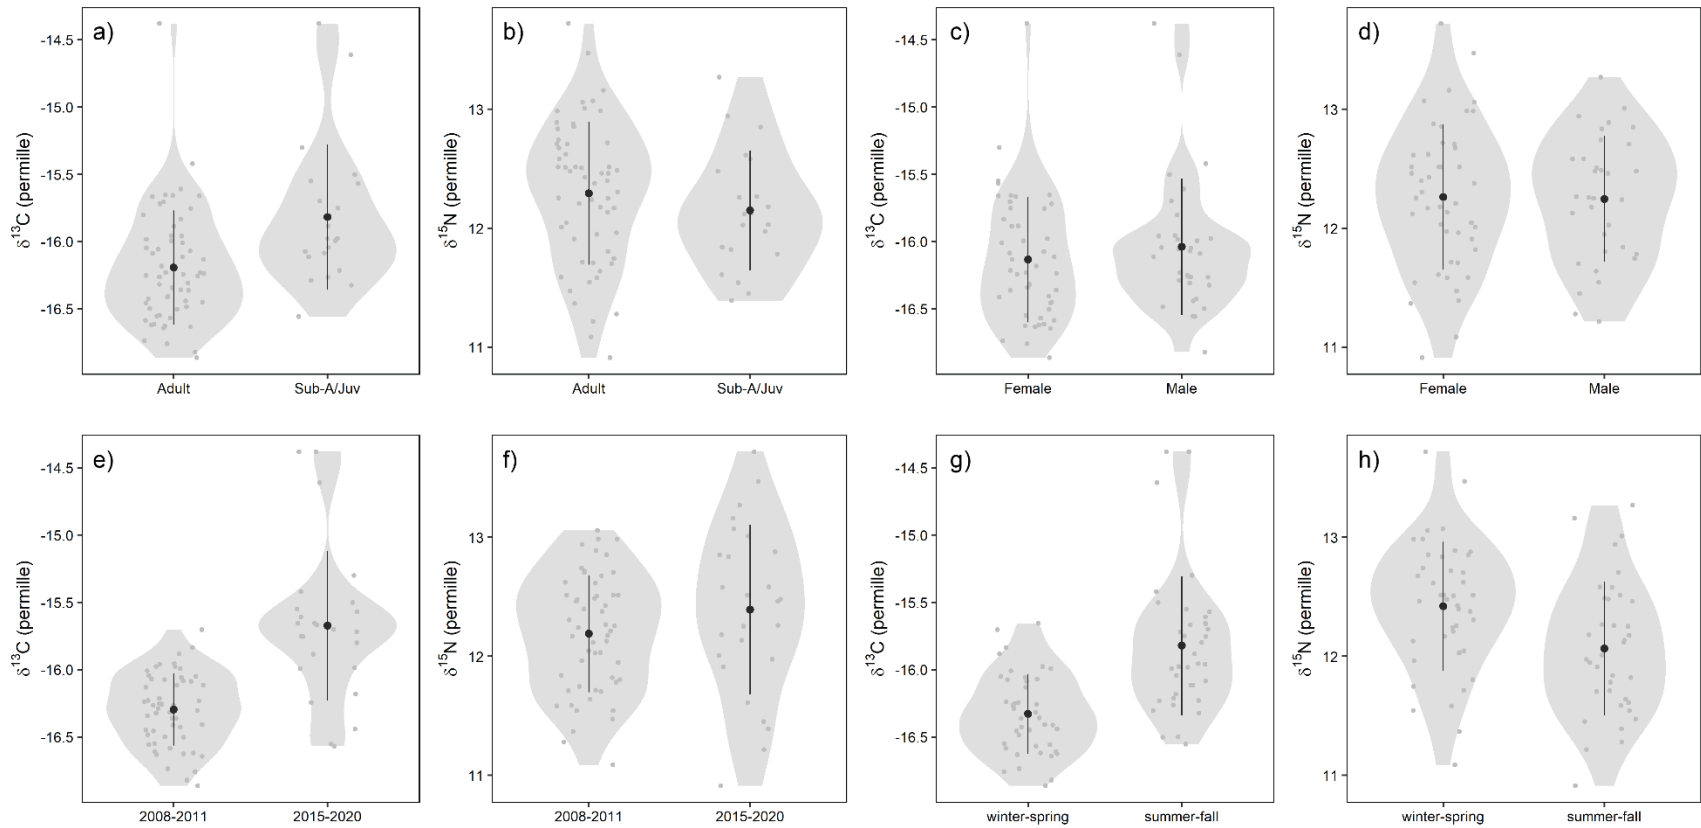 a)
δ13C (permille)
-14.5
-15.0
-15.5
-16.0
-16.5
Adult Sub-A/Juv
b)
δ15N (permille)
13
12
11
Adult Sub-A/Juv
c)
δ13C (permille)
-14.5
-15.0
-15.5
-16.0
-16.5
Female Male
d)
δ15N (permille)
13
12
11
Female Male
e)
δ13C (permille)
-14.5
-15.0
-15.5
-16.0
-16.5
2008-2011 2015-2020
f)
δ15N (permille)
13
12
11
2008-2011 2015-2020
g)
δ13C (permille)
-14.5
-15.0
-15.5
-16.0
-16.5
winter-spring summer-fall
h)
δ15N (permille)
13
12
11
winter-spring summer-fall